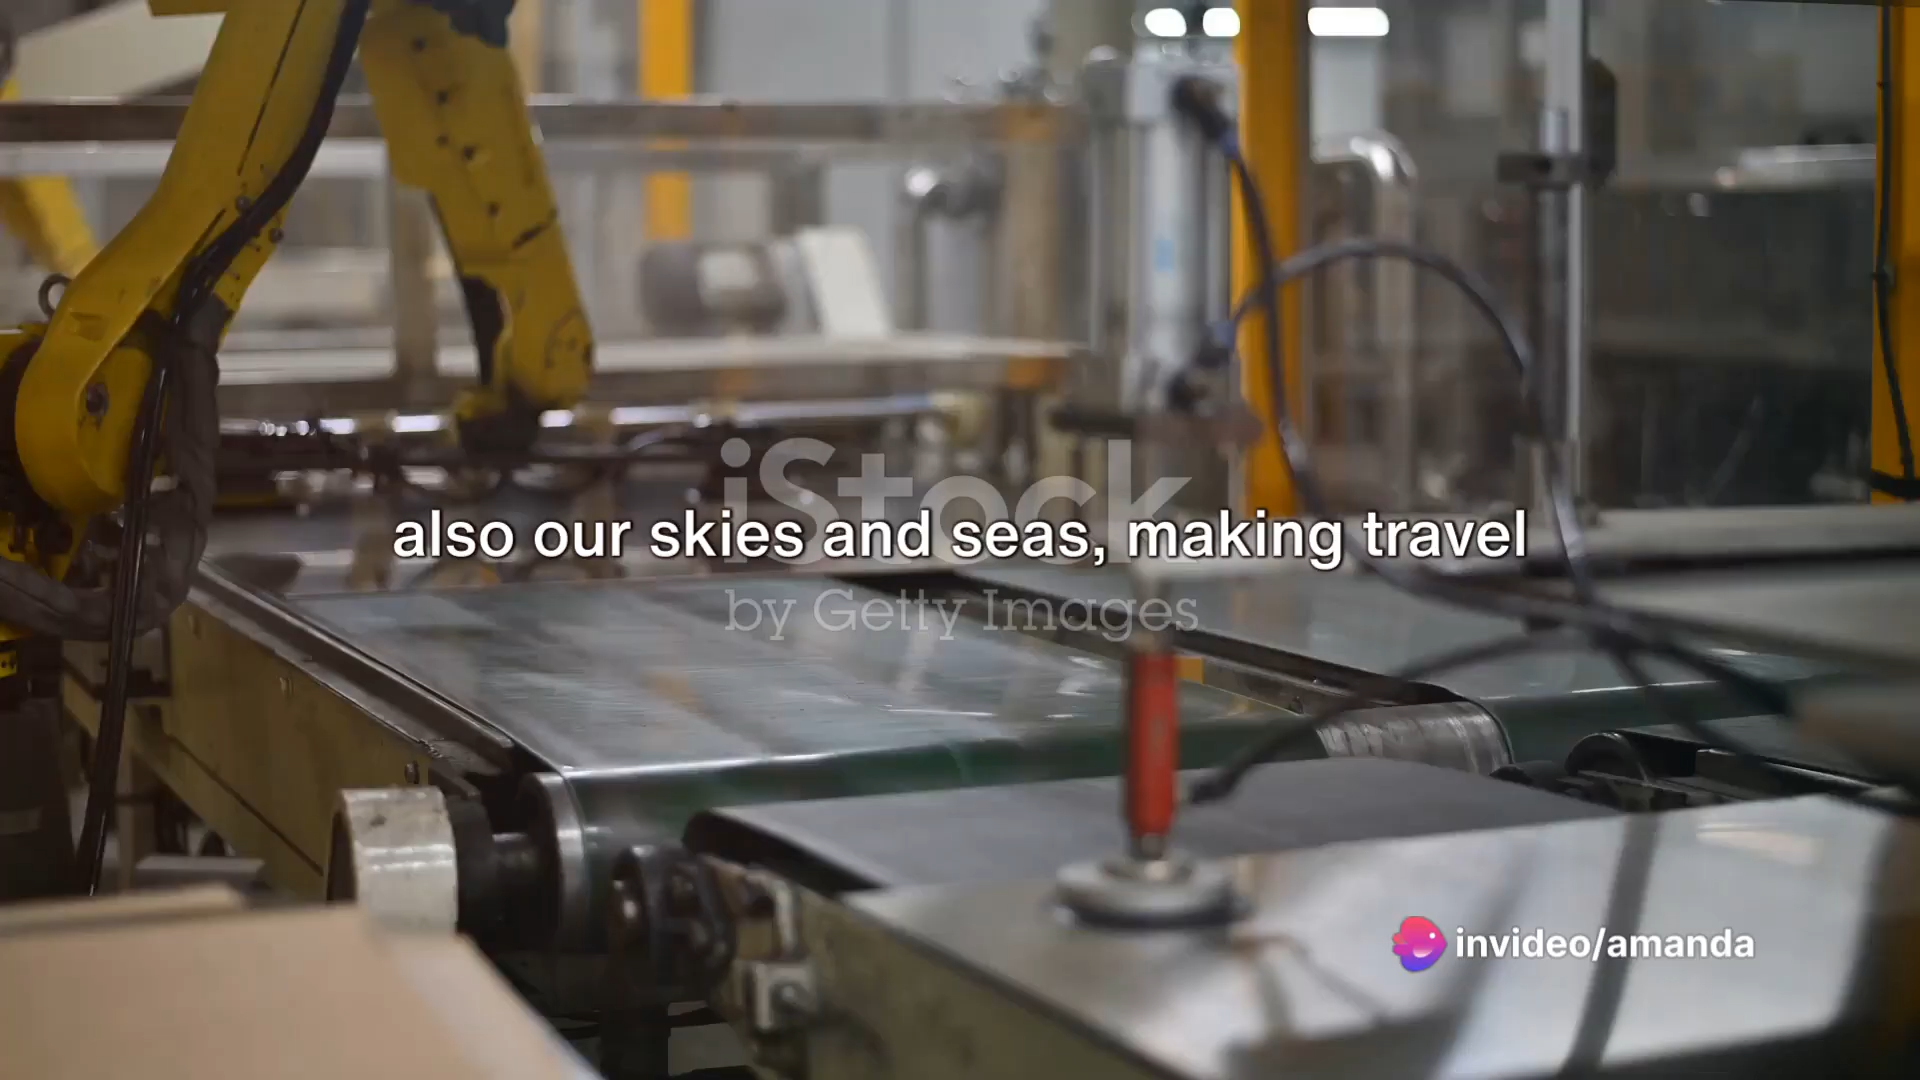 iStock
also our skies and seas, making travel
by Getty Images
invideo/amanda